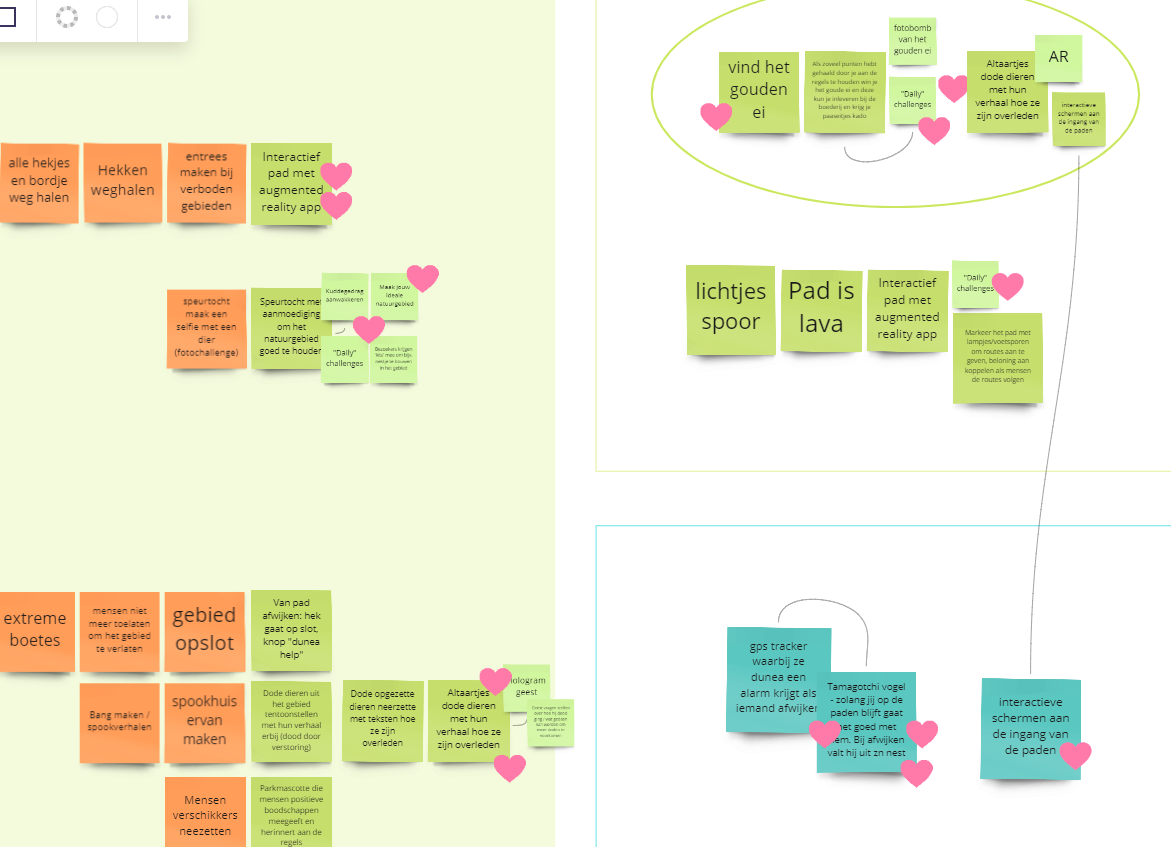 alle hekjes
en bordje
weg halen
Hekken
weghalen
entrees
maken bij
verboden
gebieden
Interactief
pad met
augmented
reality app
speurtocht
maak een
selfie met een
dier
(fotochallenge)
Speurtocht met
aanmoediging
om het
natuurgebied
goed te houden
Kuddegedrag
aanwakkeren
Maak jouw
ideale
natuurgebied
"Daily"
challenges
Bezoekers krijgen
in het gebied
extreme
boetes
mensen niet
meer toelaten
om het gebied
te verlaten
gebied
opslot
Van pad
afwijken: hek
gaat op slot,
knop "dunea
help"
Bang maken /
spookverhalen
spookhuis
ervan
maken
Dode dieren uit
het gebied
tentoonstellen
met hun verhaal
erbij (dood door
verstoring)
Dode opgezette
dieren neerzette
met teksten hoe
ze zijn
overleden
Altaartjes
dode dieren
met hun
verhaal hoe ze
zijn overleden
hologram
geest
Mensen
verschikkers
neezetten
Parkmascotte die
mensen positieve
boodschappen
meegeeft en
herinnert aan de
regels
vind het
gouden
ei
Als zoveel punten hebt
gehaald door je aan de
regels te houden win je
het goude ei en deze
kun je inleveren bij de
boederij en krijg je
paaseitjes kado
fotobomb
van het
gouden ei
"Daily"
challenges
Altaartjes
dode dieren
met hun
verhaal hoe ze
zijn overleden
AR
interactieve
schermen aan
de ingang van
de paden
lichtjes
spoor
Pad is
lava
Interactief
pad met
augmented
reality app
"Daily"
challenges
Markeer het pad met
lampjes/voetsporen
om routes aan te
geven, beloning aan
koppelen als mensen
de routes volgen
gps tracker
waarbij ze
dunea een
alarm krijgt als
iemand afwijken
Tamagotchi vogel
- zolang jij op de
paden blijft gaat
het goed met
hem. Bij afwijken
valt hij uit zn nest
interactieve
schermen aan
de ingang van
de paden